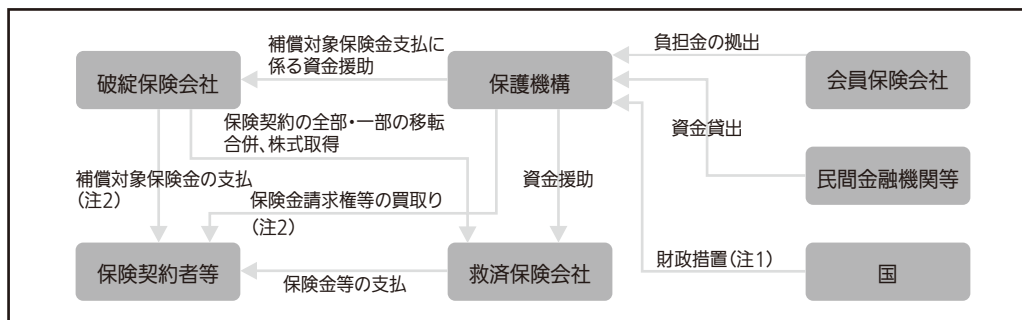 補償対象保険金支払に
係る資金援助
負担金の拠出
破綻保険会社
保護機構
会員保険会社
保険契約の全部・一部の移転
合併、株式取得
資金貸出
補償対象保険金の支払
(注2)
資金援助
民間金融機関等
保険金請求権等の買取り
(注2)
財政措置(注1)
保険契約者等
保険金等の支払
救済保険会社
国